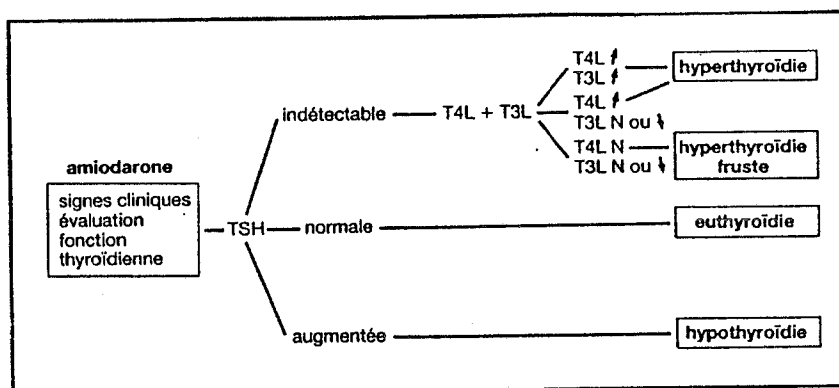 T4L ↑
T3L ↑
hyperthyroïdie
T4L ↑
T3L N ou ↓
indétectable
T4L + T3L
T4L N
T3L N ou ↓
hyperthyroïdie
fruste
amiodarone
signes cliniques
évaluation
fonction
thyroïdienne
TSH
normale
euthyroïdie
augmentée
hypothyroïdie